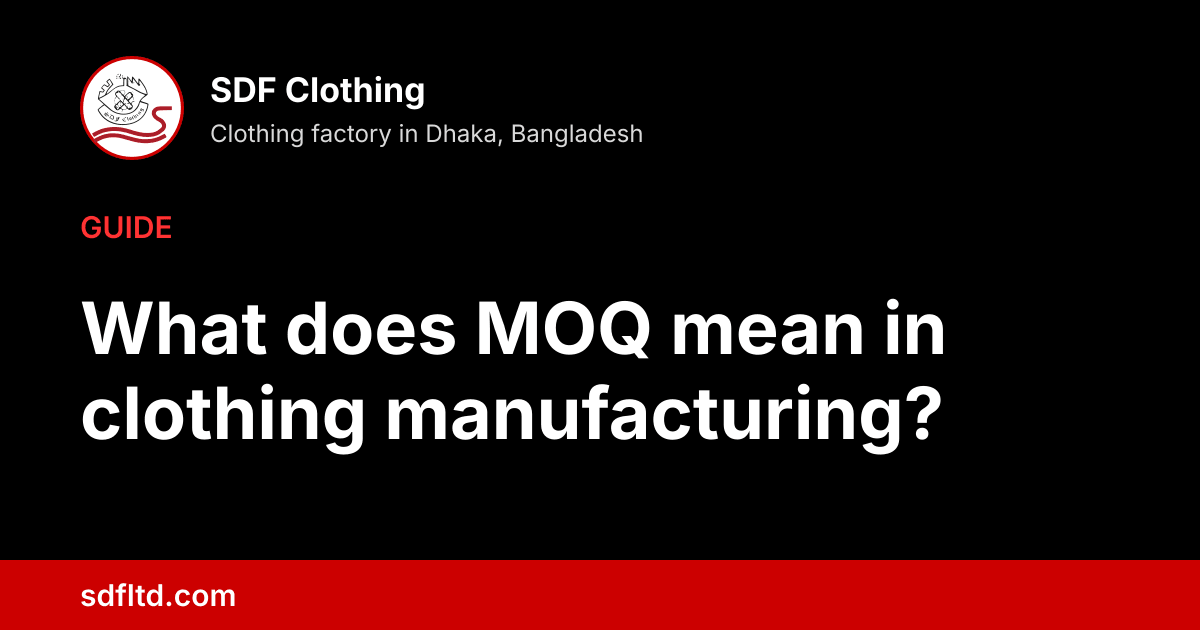 SDF Clothing
Clothing factory in Dhaka, Bangladesh
GUIDE
What does MOQ mean in
clothing manufacturing?
sdfltd.com